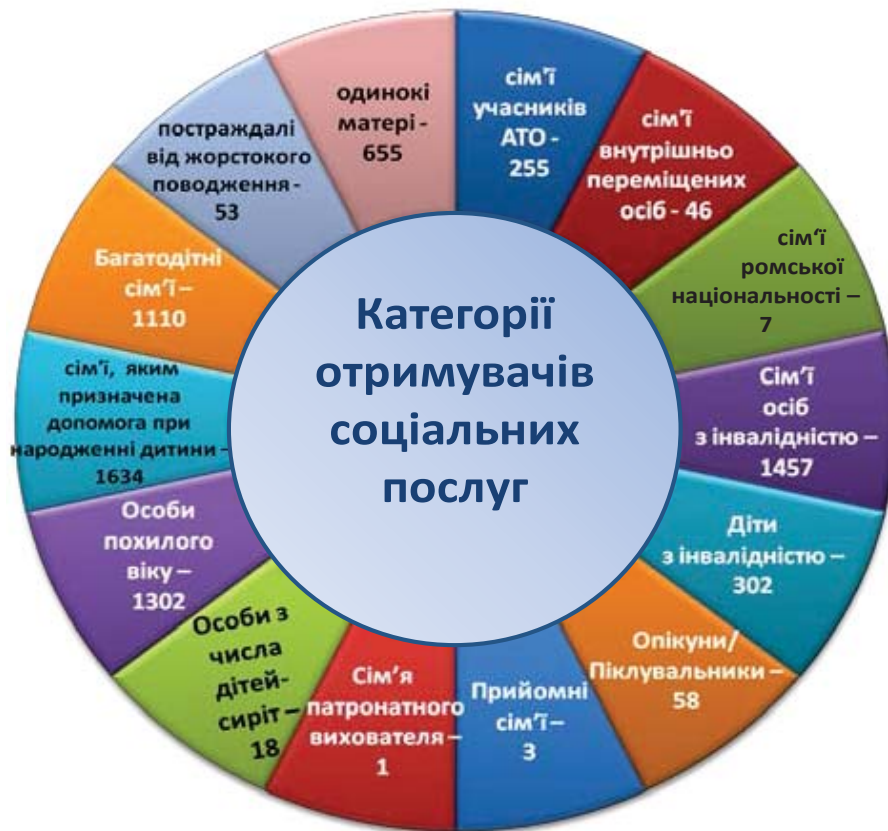 Категорії
отримувачів
соціальних
послуг
сім'ї
учасників
АТО -
255
сім'ї
внутрішньо
переміщених
осіб - 46
сім‘ї
ромської
національності –
7
Сім'ї
осіб
з інвалідністю –
1457
Діти
з інвалідністю –
302
Опікуни/
Піклувальники –
58
Прийомні
сім'ї –
3
Сім'я
патронатного
вихователя –
1
Особи з
числа
дітей-
сиріт –
18
Особи
похилого
віку –
1302
сім'ї, яким
призначена
допомога при
народженні дитини –
1634
Багатодітні
сім'ї –
1110
постраждалі
від жорстокого
поводження -
53
одинокі
матері -
655